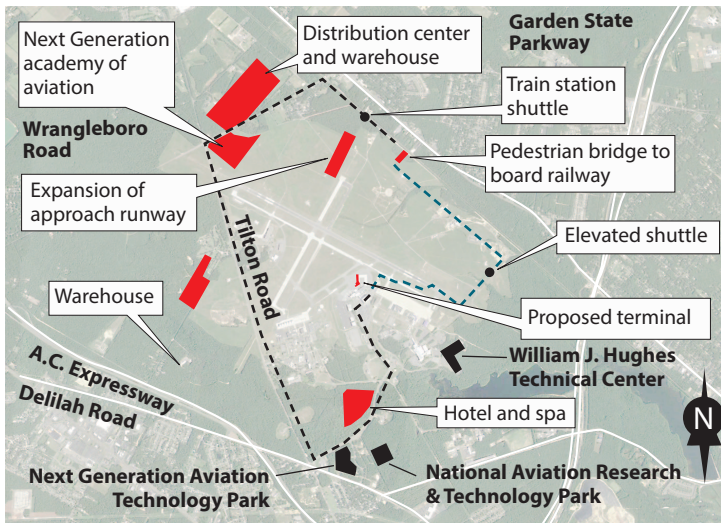 Garden State
Parkway
Next Generation
academy of
aviation
Distribution center
and warehouse
Train station
shuttle
Wrangleboro
Road
Pedestrian bridge to
board railway
Expansion of
approach runway
Tilton Road
Elevated shuttle
Warehouse
Proposed terminal
A.C. Expressway
Delilah Road
William J. Hughes
Technical Center
Hotel and spa
N
Next Generation Aviation
Technology Park
National Aviation Research
& Technology Park